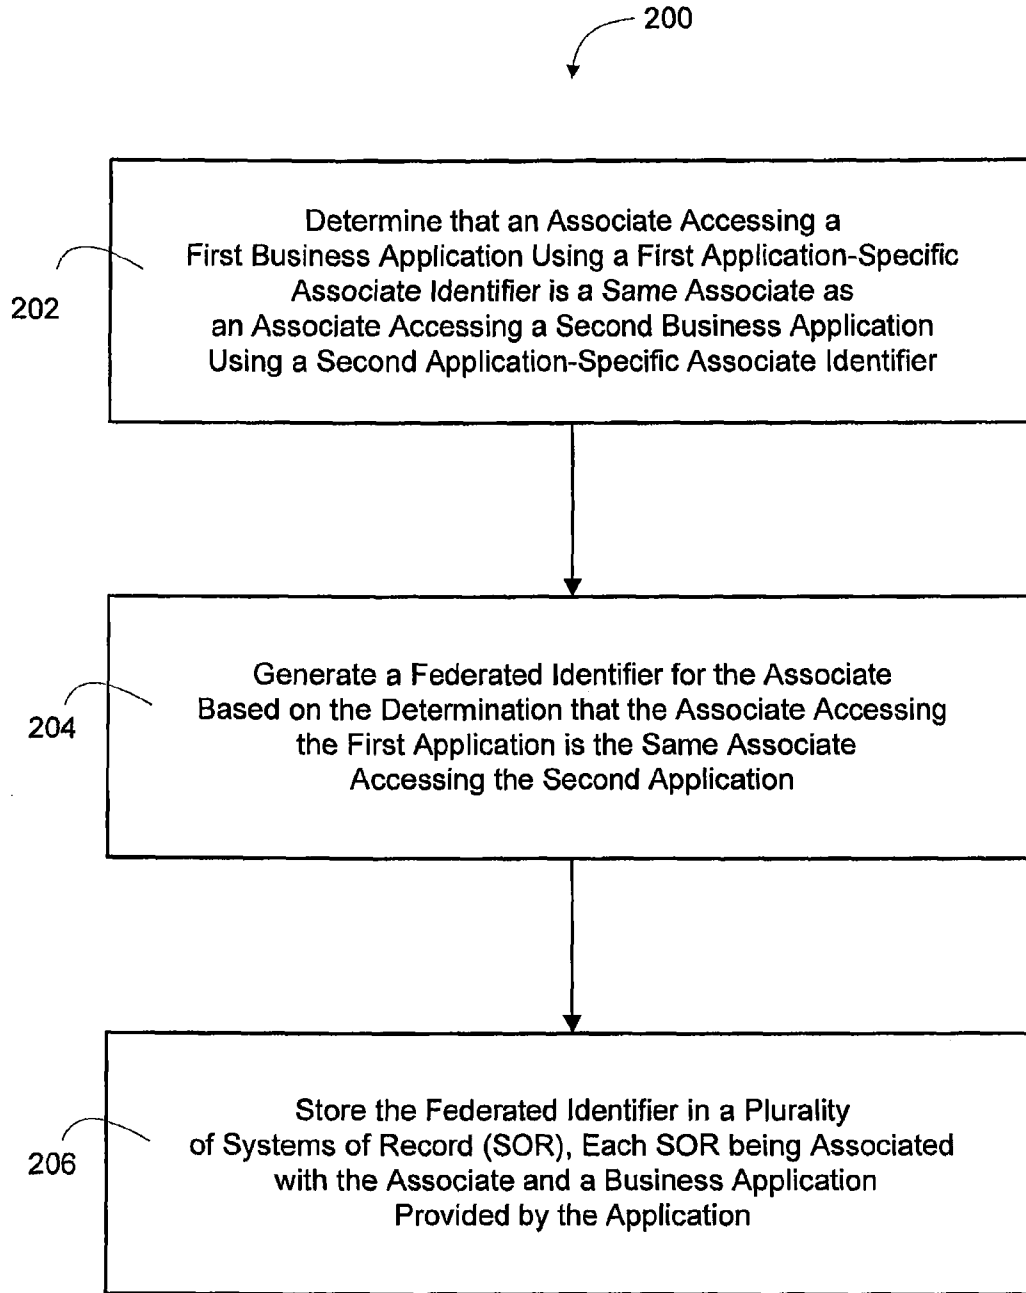 200
Determine that an Associate Accessing a
First Business Application Using a First Application-Specific
Associate Identifier is a Same Associate as
an Associate Accessing a Second Business Application
Using a Second Application-Specific Associate Identifier
202
Generate a Federated Identifier for the Associate
Based on the Determination that the Associate Accessing
the First Application is the Same Associate
Accessing the Second Application
204
Store the Federated Identifier in a Plurality
of Systems of Record (SOR), Each SOR being Associated
with the Associate and a Business Application
Provided by the Application
206